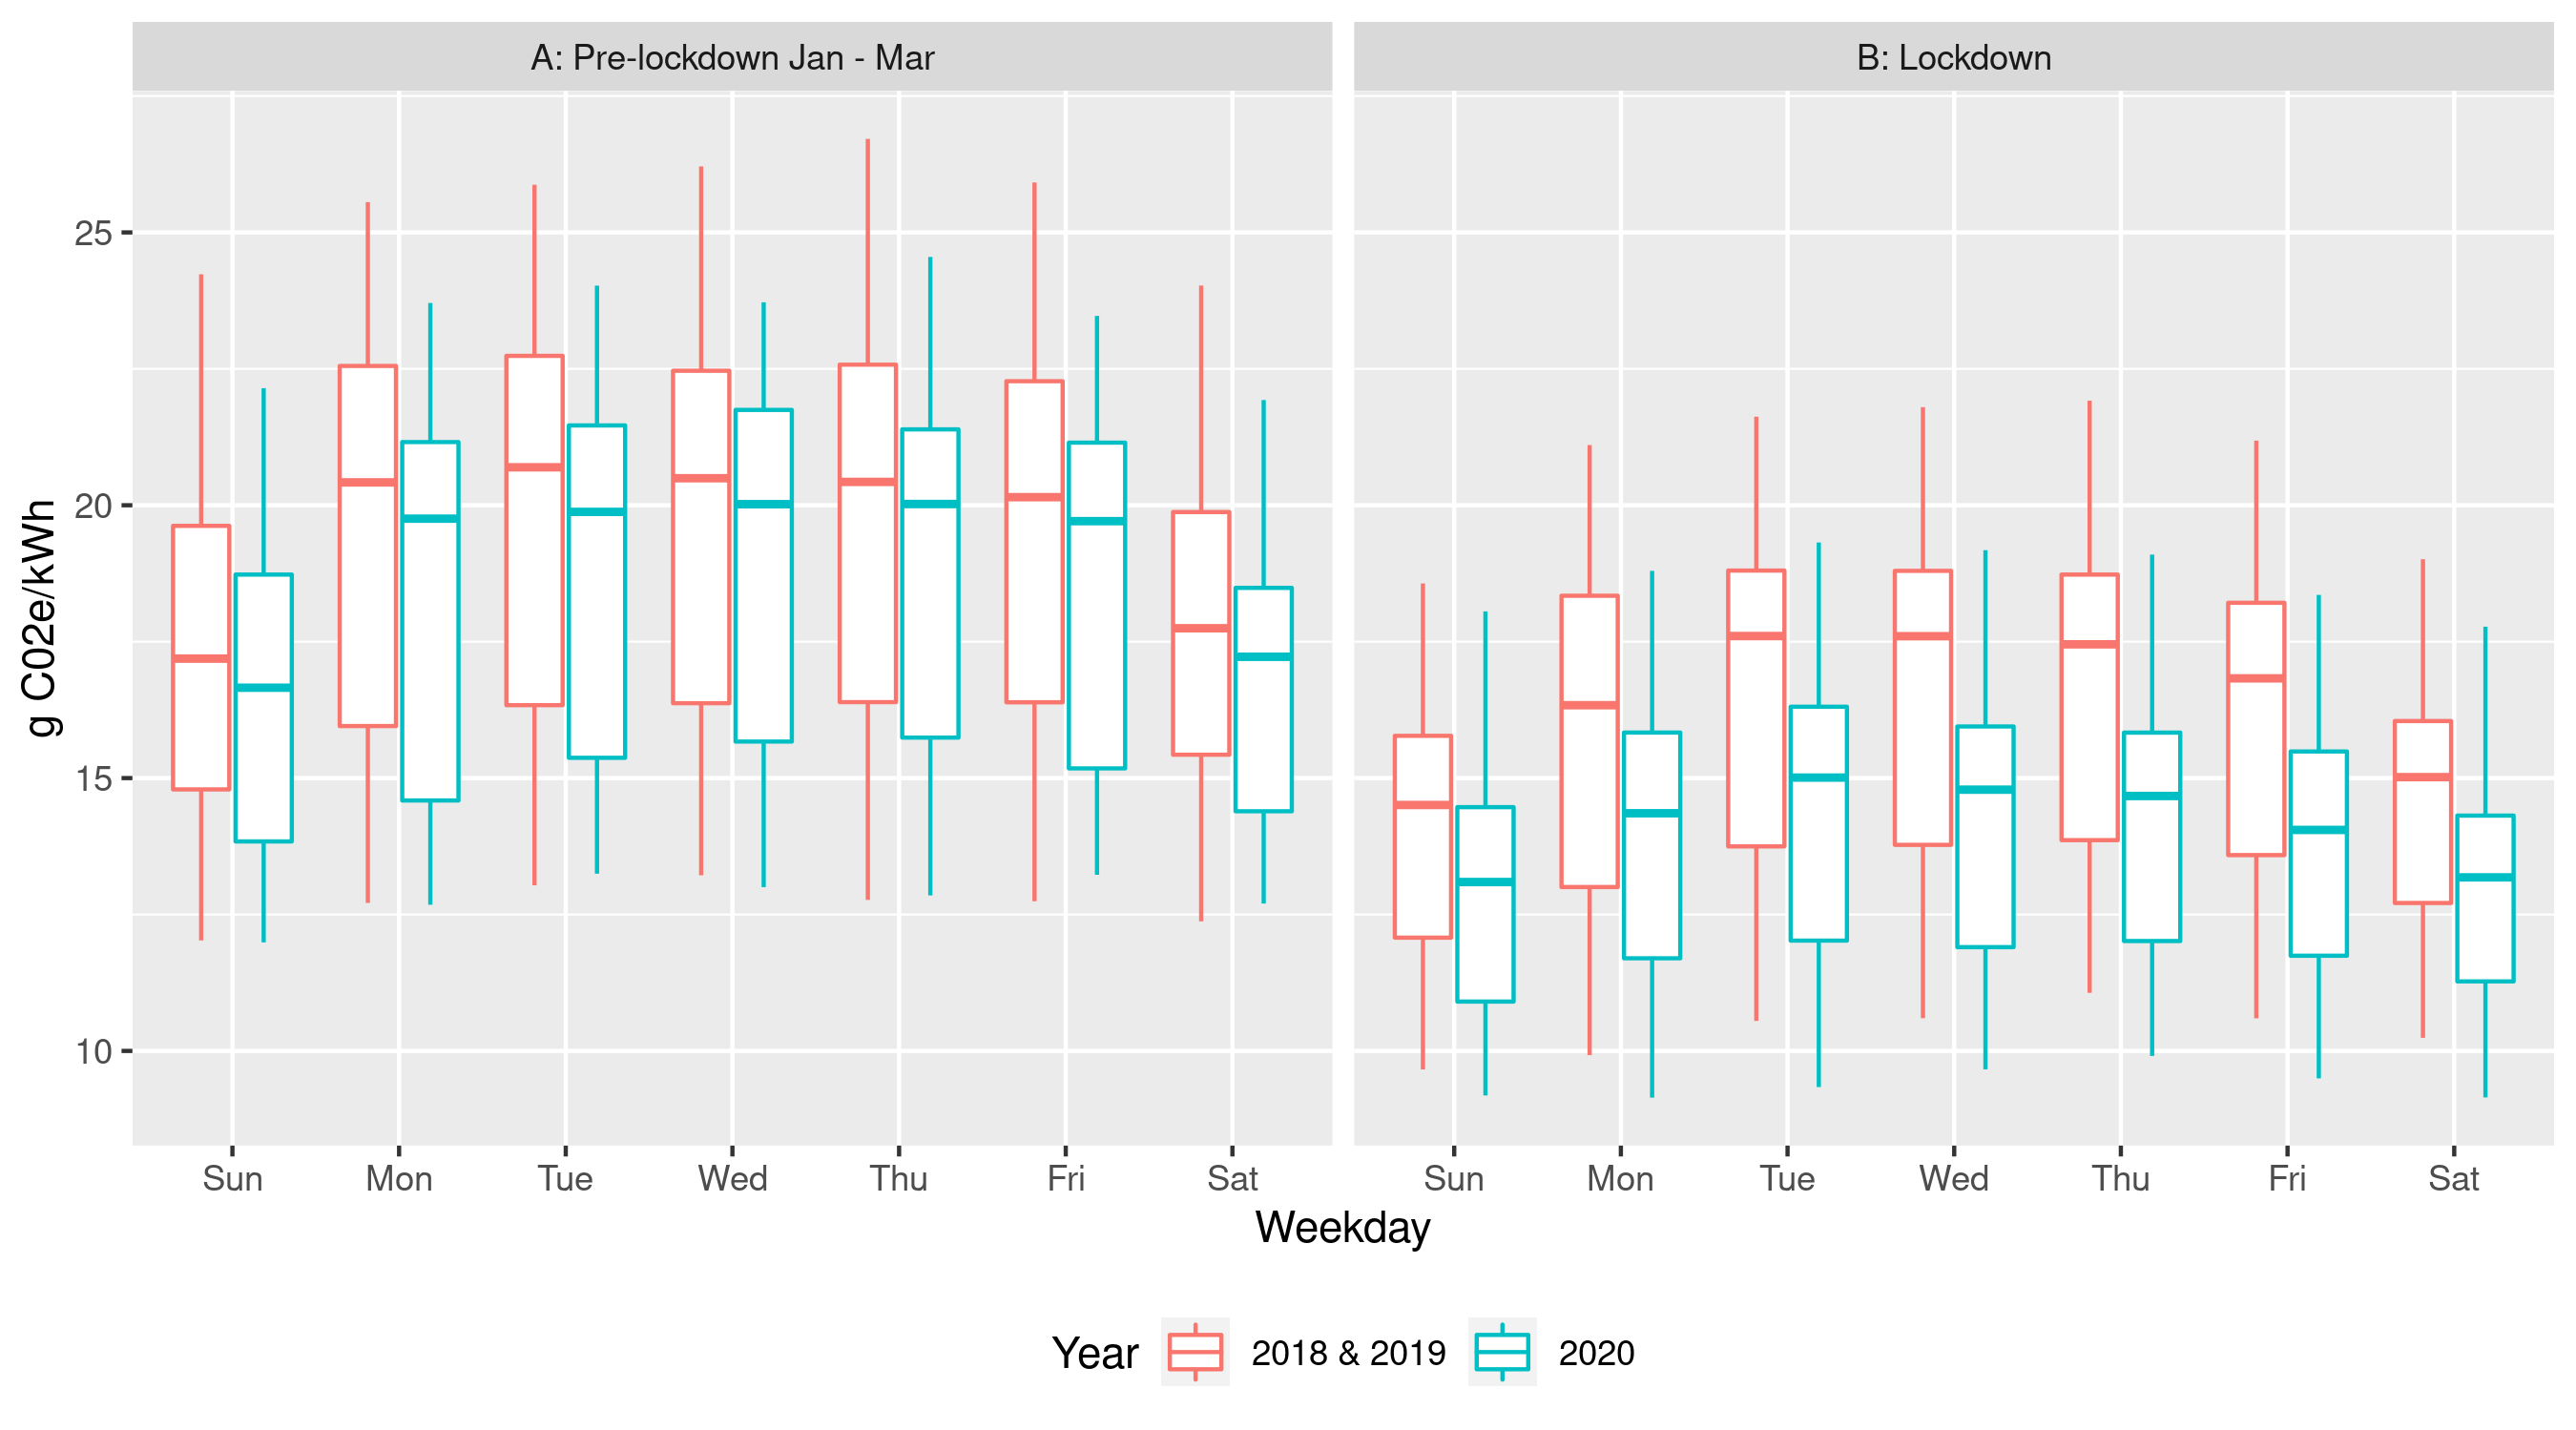 A: Pre-lockdown Jan - Mar
B: Lockdown
25
20
15
10
g C02e/kWh
Sun Mon Tue Wed Thu Fri Sat
Sun Mon Tue Wed Thu Fri Sat
Weekday
Year 2018 & 2019 2020